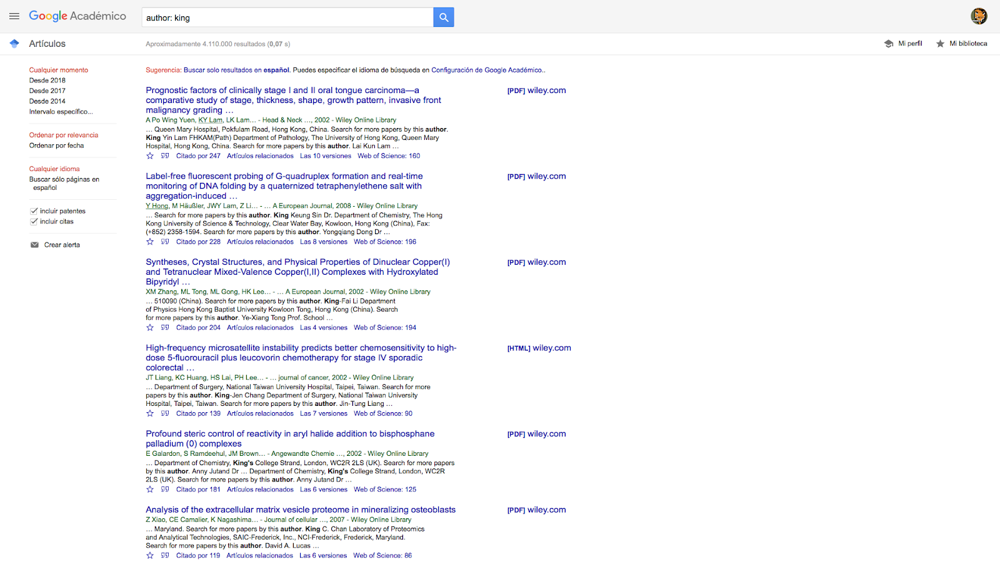 Google Académico
author: king
Artículos
Aproximadamente 4.110.000 resultados (0,07 s)
Mi perfil
Mi biblioteca
Cualquier momento
Desde 2018
Desde 2017
Desde 2014
Intervalo específico...
Ordenar por relevancia
Ordenar por fecha
Cualquier idioma
Buscar sólo páginas en
español
incluir patentes
incluir citas
Crear alerta
Sugerencia: Buscar solo resultados en español. Puedes especificar el idioma de búsqueda en Configuración de Google Académico..
Prognostic factors of clinically stage I and II oral tongue carcinoma—a
comparative study of stage, thickness, shape, growth pattern, invasive front
malignancy grading …
A Po Wing Yuen, KY Lam, LK Lam… - Head & Neck …, 2002 - Wiley Online Library
… Queen Mary Hospital, Pokfulam Road, Hong Kong, China. Search for more papers by this author.
King Yin Lam FHKAM(Path) Department of Pathology, The University of Hong Kong, Queen Mary
Hospital, Hong Kong, China. Search for more papers by this author. Lai Kun Lam …
Citado por 247 Artículos relacionados Las 10 versiones Web of Science: 160
[PDF] wiley.com
Label-free fluorescent probing of G-quadruplex formation and real-time
monitoring of DNA folding by a quaternized tetraphenylethene salt with
aggregation-induced …
Y Hong, M Häußler, JWY Lam, Z Li… - … A European Journal, 2008 - Wiley Online Library
… Search for more papers by this author. King Keung Sin Dr. Department of Chemistry, The Hong
Kong University of Science & Technology, Clear Water Bay, Kowloon, Hong Kong (China), Fax:
(+852) 2358-1594. Search for more papers by this author. Yongqiang Dong Dr …
Citado por 228 Artículos relacionados Las 8 versiones Web of Science: 196
[PDF] wiley.com
Syntheses, Crystal Structures, and Physical Properties of Dinuclear Copper(I)
and Tetranuclear Mixed-Valence Copper(I,II) Complexes with Hydroxylated
Bipyridyl …
XM Zhang, ML Tong, ML Gong, HK Lee… - … A European Journal, 2002 - Wiley Online Library
… 510090 (China). Search for more papers by this author. King-Fai Li Department
of Physics Hong Kong Baptist University Kowloon Tong, Hong Kong (China). Search
for more papers by this author. Ye-Xiang Tong Prof. School …
Citado por 204 Artículos relacionados Las 4 versiones Web of Science: 194
[PDF] wiley.com
High-frequency microsatellite instability predicts better chemosensitivity to high-
dose 5-fluorouracil plus leucovorin chemotherapy for stage IV sporadic
colorectal …
JT Liang, KC Huang, HS Lai, PH Lee… - … journal of cancer, 2002 - Wiley Online Library
… Department of Surgery, National Taiwan University Hospital, Taipei, Taiwan. Search for more
papers by this author. King-Jen Chang Department of Surgery, National Taiwan University
Hospital, Taipei, Taiwan. Search for more papers by this author. Jin-Tung Liang …
Citado por 139 Artículos relacionados Las 7 versiones Web of Science: 90
[HTML] wiley.com
Profound steric control of reactivity in aryl halide addition to bisphosphane
palladium (0) complexes
E Galardon, S Ramdeehul, JM Brown… - Angewandte Chemie …, 2002 - Wiley Online Library
… Department of Chemistry, King's College Strand, London, WC2R 2LS (UK). Search for more papers
by this author. Anny Jutand Dr … Department of Chemistry, King's College Strand, London, WC2R
2LS (UK). Search for more papers by this author. Anny Jutand Dr …
Citado por 181 Artículos relacionados Las 6 versiones Web of Science: 125
[PDF] wiley.com
Analysis of the extracellular matrix vesicle proteome in mineralizing osteoblasts
Z Xiao, CE Camalier, K Nagashima… - Journal of cellular …, 2007 - Wiley Online Library
… Maryland. Search for more papers by this author. King C. Chan Laboratory of Proteomics
and Analytical Technologies, SAIC-Frederick, Inc., NCI-Frederick, Frederick, Maryland.
Search for more papers by this author. David A. Lucas …
Citado por 119 Artículos relacionados Las 6 versiones Web of Science: 86
[PDF] wiley.com